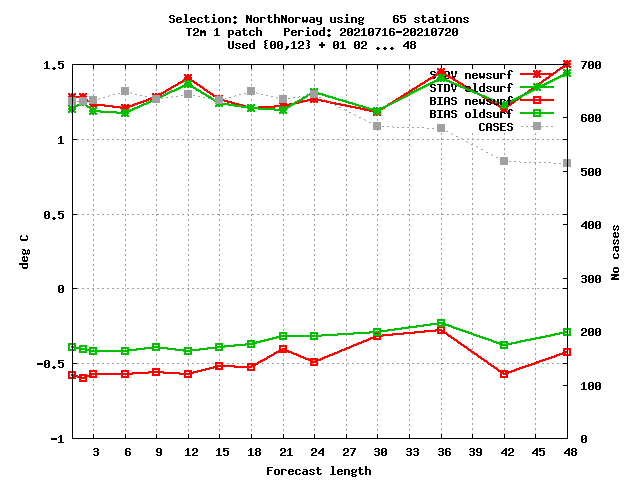 Selection: NorthNorway using    65 stations
T2m 1 patch   Period: 20210716-20210720
Used {00,12} + 01 02 ... 48
STDV newsurf
STDV oldsurf
BIAS newsurf
BIAS oldsurf
CASES
1.5
1
0.5
0
-0.5
-1
deg C
700
600
500
400
300
200
100
0
No cases
3 6 9 12 15 18 21 24 27 30 33 36 39 42 45 48
Forecast length